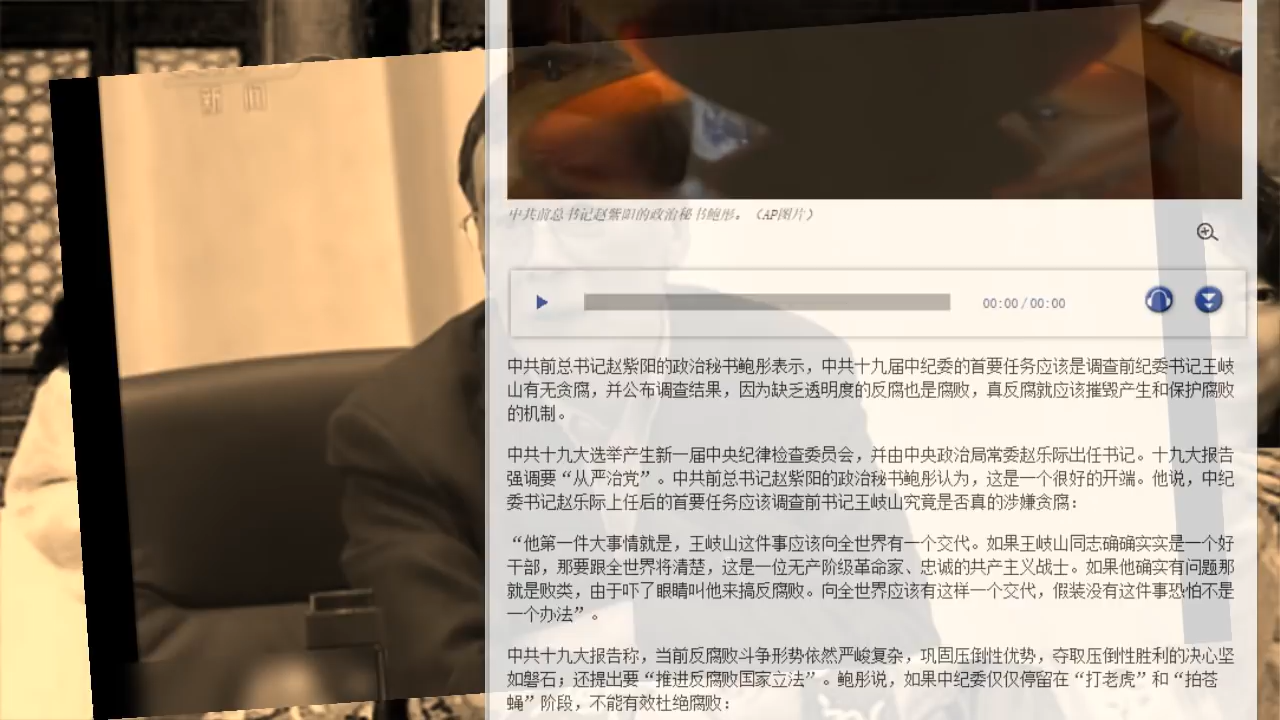 新 闻
中共前总书记赵紫阳的政治秘书鲍彤。（AP图片）
00:00 / 00:00
中共前总书记赵紫阳的政治秘书鲍彤表示，中共十九届中纪委的首要任务应该是调查前纪委书记王岐
山有无贪腐，并公布调查结果，因为缺乏透明度的反腐也是腐败，真反腐就应该摧毁产生和保护腐败
的机制。
中共十九大选举产生新一届中央纪律检查委员会，并由中央政治局常委赵乐际出任书记。十九大报告
强调要“从严治党”。中共前总书记赵紫阳的政治秘书鲍彤认为，这是一个很好的开端。他说，中纪
委书记赵乐际上任后的首要任务应该调查前书记王岐山究竟是否真的涉嫌贪腐：
“他第一件大事情就是，王岐山这件事应该向全世界有一个交代。如果王岐山同志确确实实是一个好
干部，那要跟全世界将清楚，这是一位无产阶级革命家、忠诚的共产主义战士。如果他确实有问题那
就是败类，由于吓了眼睛叫他来搞反腐败。向全世界应该有这样一个交代，假装没有这件事恐怕不是
一个办法”。
中共十九大报告称，当前反腐败斗争形势依然严峻复杂，巩固压倒性优势，夺取压倒性胜利的决心坚
如磐石；还提出要“推进反腐败国家立法”。鲍彤说，如果中纪委仅仅停留在“打老虎”和“拍苍
蝇”阶段，不能有效杜绝腐败：